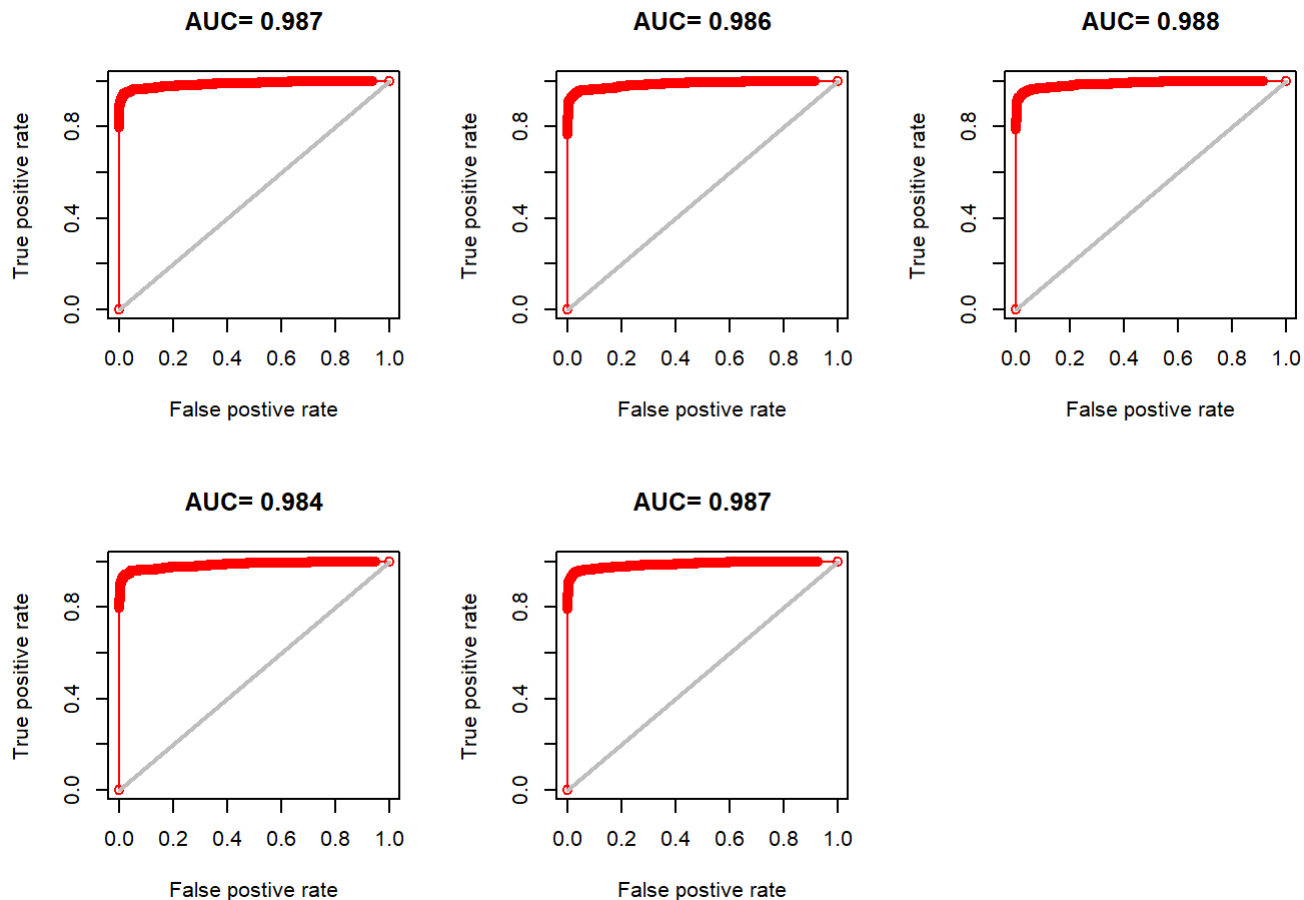 AUC= 0.987
True positive rate
0.0 0.4 0.8
0.0 0.2 0.4 0.6 0.8 1.0
False postive rate
AUC= 0.986
True positive rate
0.0 0.4 0.8
0.0 0.2 0.4 0.6 0.8 1.0
False postive rate
AUC= 0.988
True positive rate
0.0 0.4 0.8
0.0 0.2 0.4 0.6 0.8 1.0
False postive rate
AUC= 0.984
True positive rate
0.0 0.4 0.8
0.0 0.2 0.4 0.6 0.8 1.0
False postive rate
AUC= 0.987
True positive rate
0.0 0.4 0.8
0.0 0.2 0.4 0.6 0.8 1.0
False postive rate